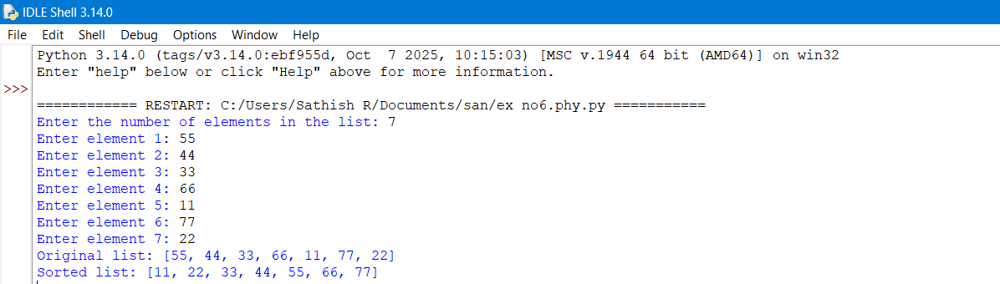 IDLE Shell 3.14.0
File Edit Shell Debug Options Window Help
Python 3.14.0 (tags/v3.14.0:ebf955d, Oct  7 2025, 10:15:03) [MSC v.1944 64 bit (AMD64)] on win32
Enter "help" below or click "Help" above for more information.
>>>
============ RESTART: C:/Users/Sathish R/Documents/san/ex no6.phy.py ===========
Enter the number of elements in the list: 7
Enter element 1: 55
Enter element 2: 44
Enter element 3: 33
Enter element 4: 66
Enter element 5: 11
Enter element 6: 77
Enter element 7: 22
Original list: [55, 44, 33, 66, 11, 77, 22]
Sorted list: [11, 22, 33, 44, 55, 66, 77]